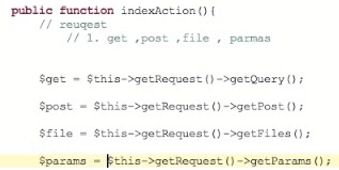 public function indexAction(){
// reuqest
// 1. get ,post ,file , parmas
$get = $this->getRequest()->getQuery();
$post = $this->getRequest()->getPost();
$file = $this->getRequest()->getFiles();
$params = $this->getRequest()->getParams();